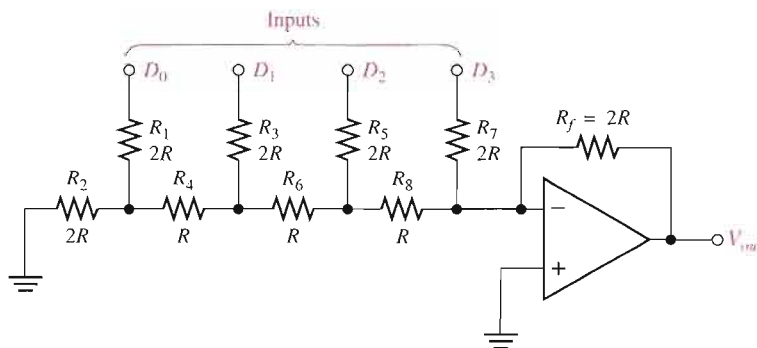 Inputs
D₀ D₁ D₂ D₃
R₁ R₃ R₅ R₇ R_f = 2R
2R 2R 2R 2R
R₂ R₄ R₆ R₈
2R R R R
−
+